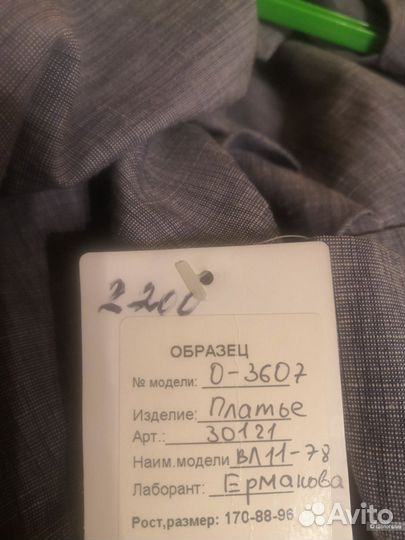 2200
ОБРАЗЕЦ
№ модели: О-3607
Изделие: Платье
Арт.: 30121
Наим.модели ВЛ11-78
Лаборант: Ермакова
Рост,размер: 170-88-96
Avito